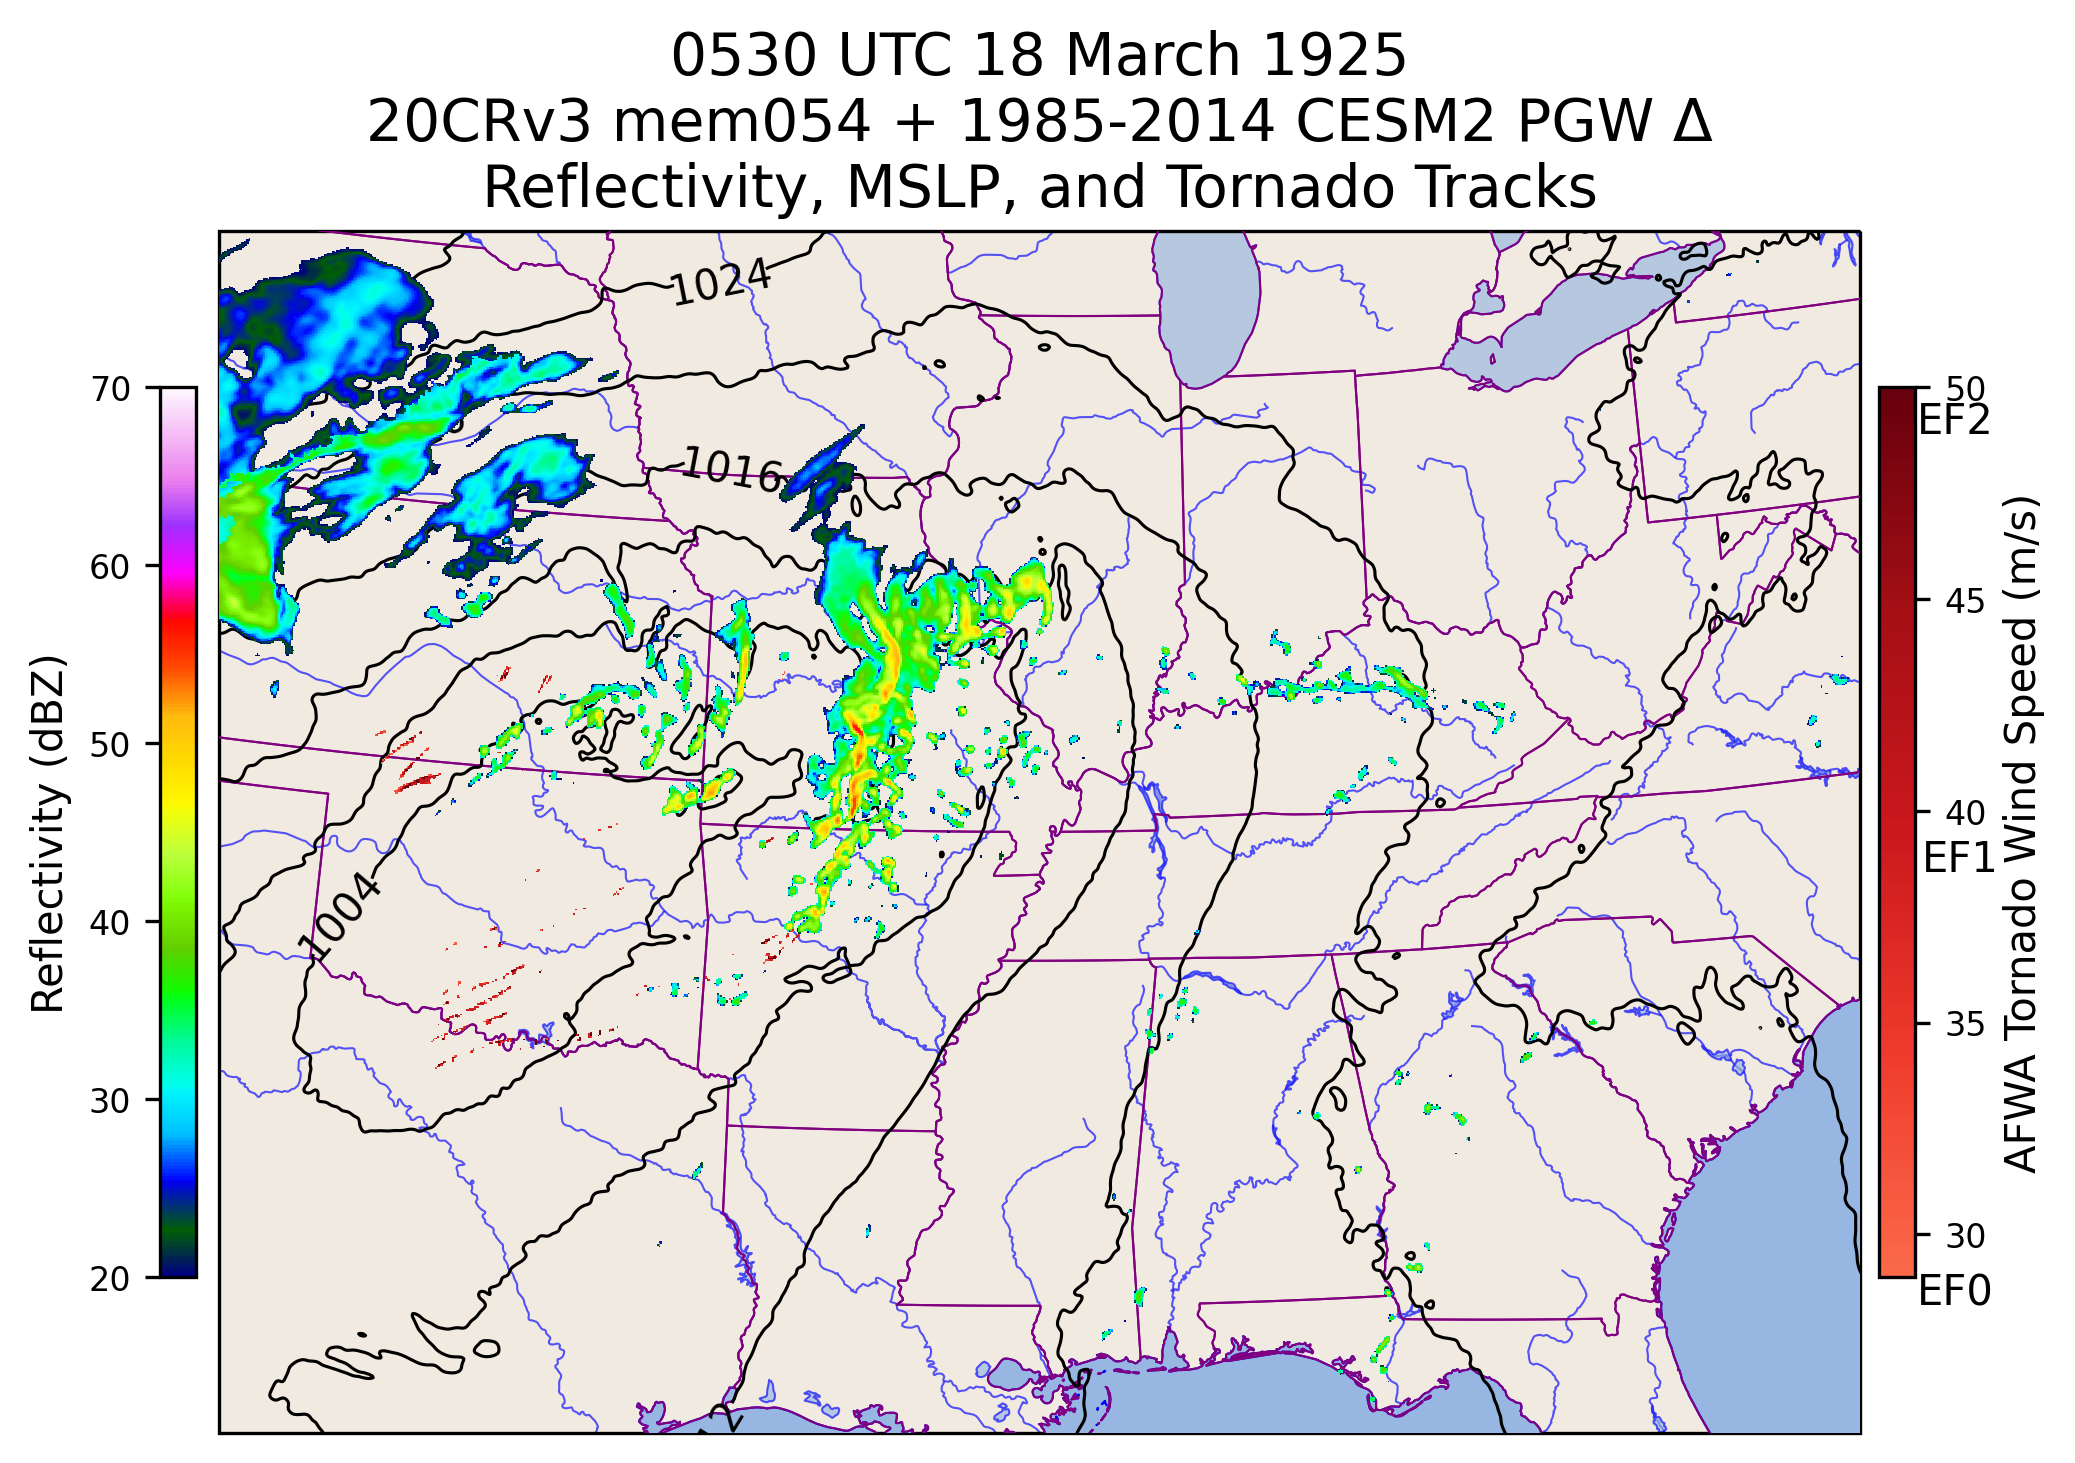 0530 UTC 18 March 1925
20CRv3 mem054 + 1985-2014 CESM2 PGW Δ
Reflectivity, MSLP, and Tornado Tracks
70
60
50
40
30
20
Reflectivity (dBZ)
1024
1016
1004
50
EF2
45
40
EF1
35
30
EF0
AFWA Tornado Wind Speed (m/s)